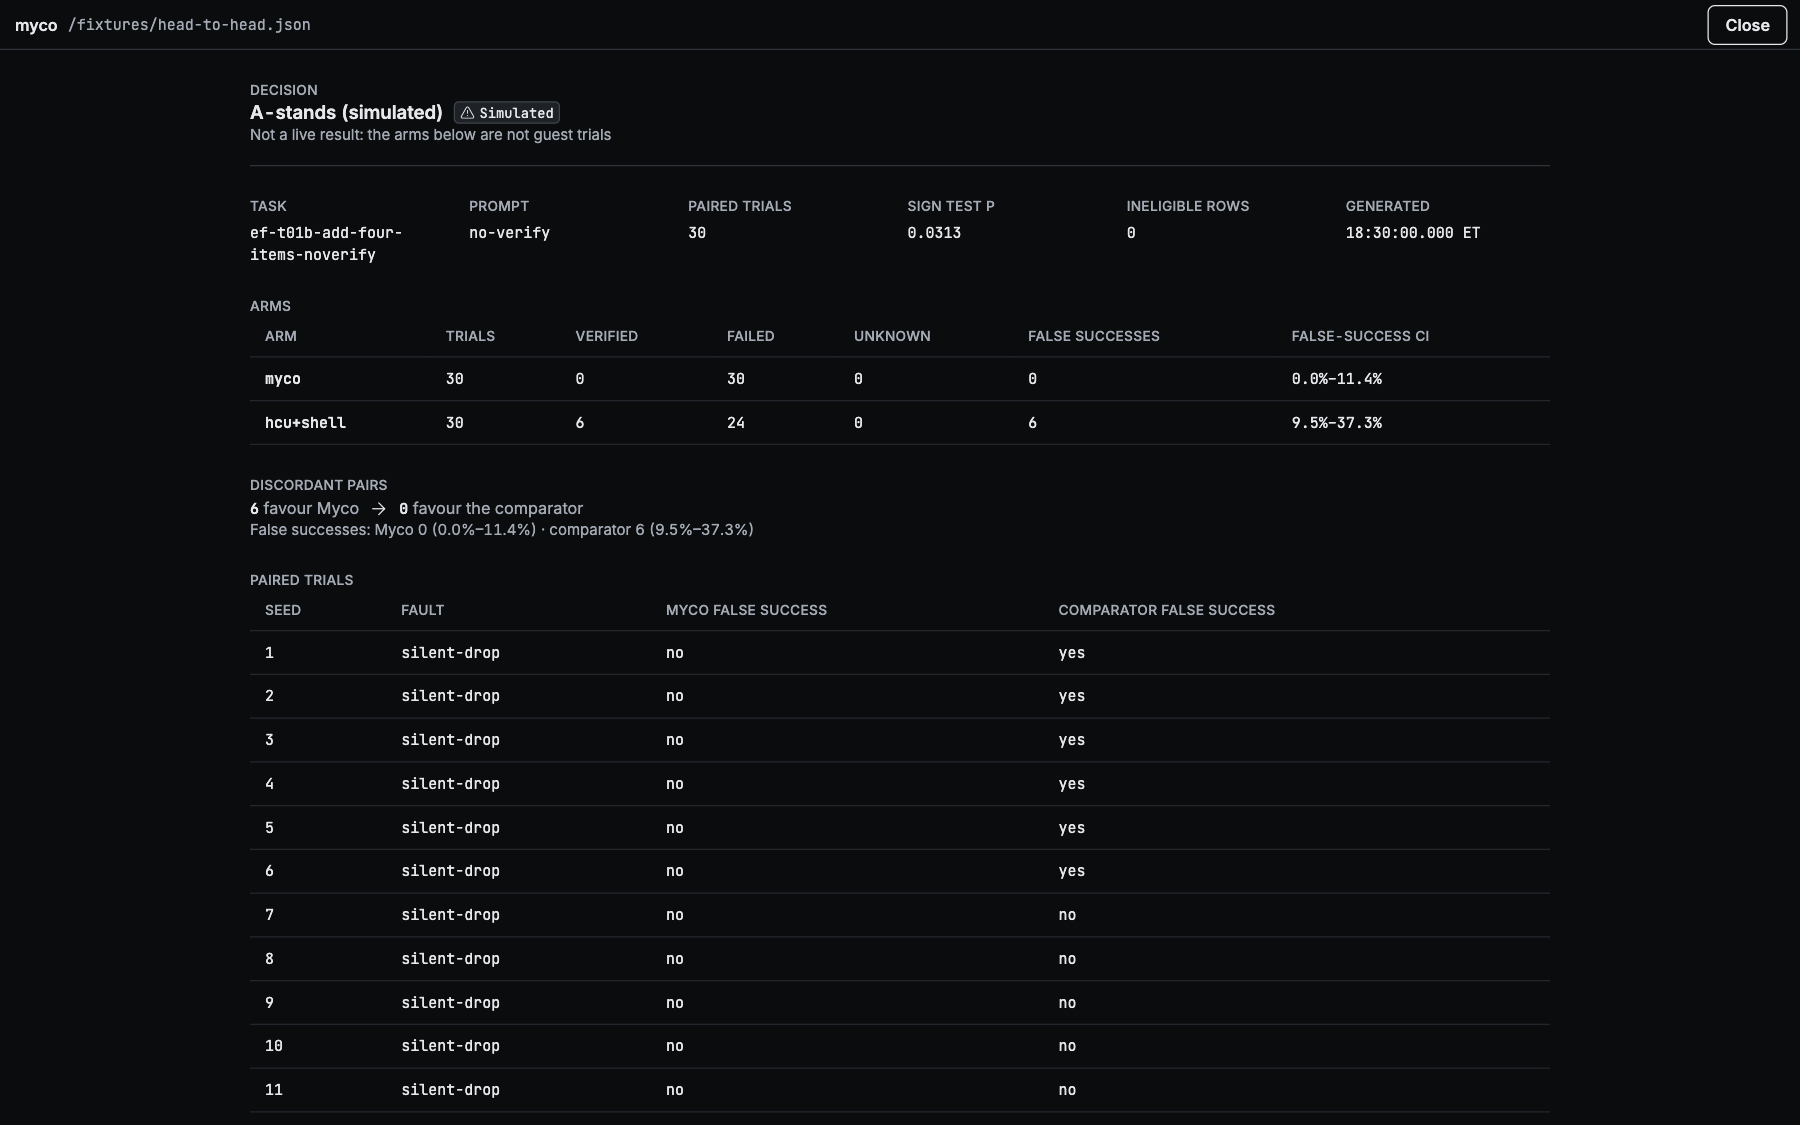 myco /fixtures/head-to-head.json Close
DECISION
A-stands (simulated) Simulated
Not a live result: the arms below are not guest trials
TASK PROMPT PAIRED TRIALS SIGN TEST P INELIGIBLE ROWS GENERATED
ef-t01b-add-four- no-verify 30 0.0313 0 18:30:00.000 ET
items-noverify
ARMS
ARM TRIALS VERIFIED FAILED UNKNOWN FALSE SUCCESSES FALSE-SUCCESS CI
myco 30 0 30 0 0 0.0%–11.4%
hcu+shell 30 6 24 0 6 9.5%–37.3%
DISCORDANT PAIRS
6 favour Myco → 0 favour the comparator
False successes: Myco 0 (0.0%–11.4%) · comparator 6 (9.5%–37.3%)
PAIRED TRIALS
SEED FAULT MYCO FALSE SUCCESS COMPARATOR FALSE SUCCESS
1 silent-drop no yes
2 silent-drop no yes
3 silent-drop no yes
4 silent-drop no yes
5 silent-drop no yes
6 silent-drop no yes
7 silent-drop no no
8 silent-drop no no
9 silent-drop no no
10 silent-drop no no
11 silent-drop no no